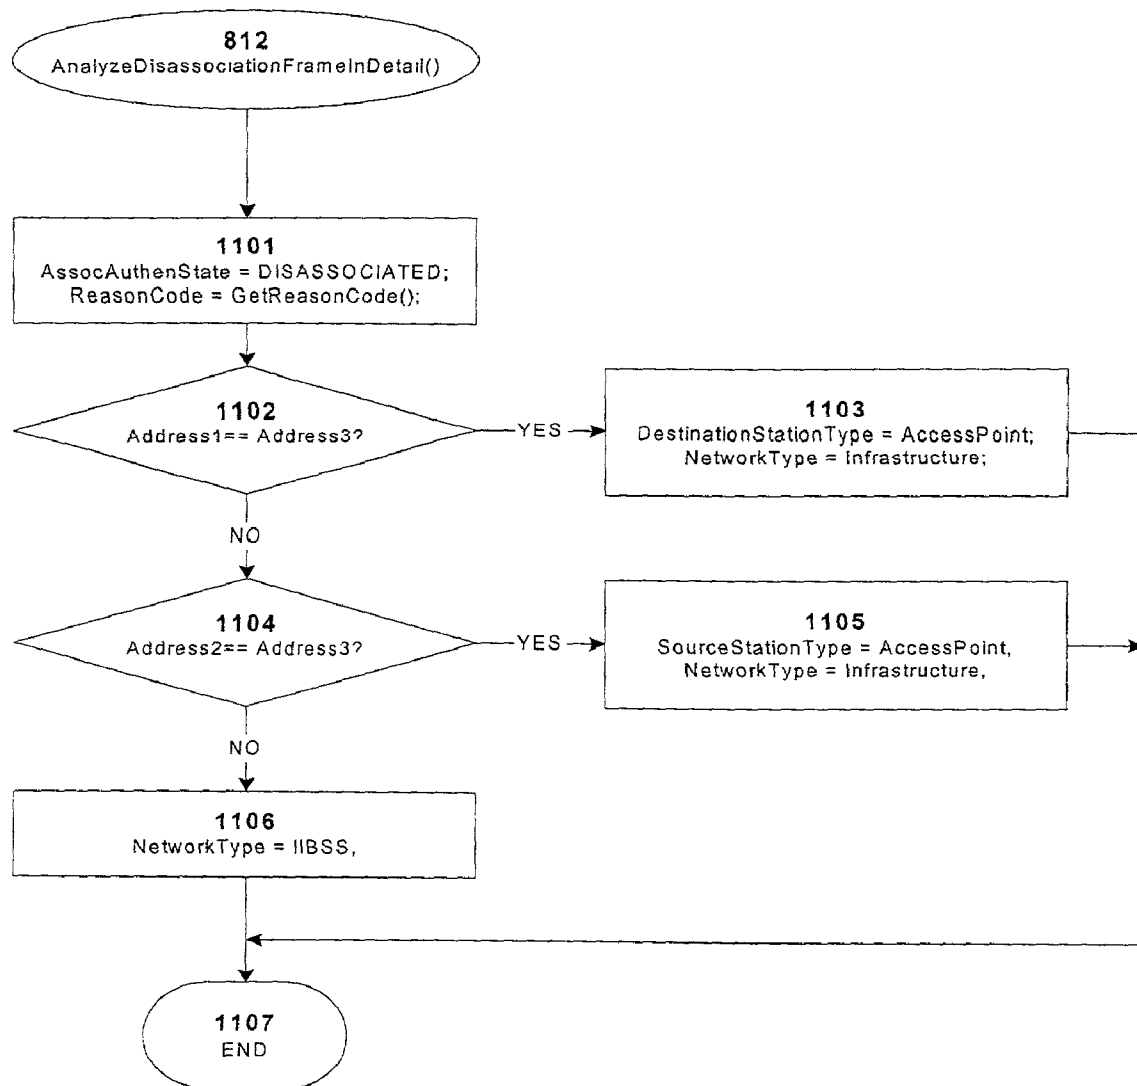 812
AnalyzeDisassociationFrameInDetail()
1101
AssocAuthenState = DISASSOCIATED;
ReasonCode = GetReasonCode();
1102
Address1== Address3?
YES
1103
DestinationStationType = AccessPoint;
NetworkType = Infrastructure;
NO
1104
Address2== Address3?
YES
1105
SourceStationType = AccessPoint,
NetworkType = Infrastructure,
NO
1106
NetworkType = IIBSS,
1107
END